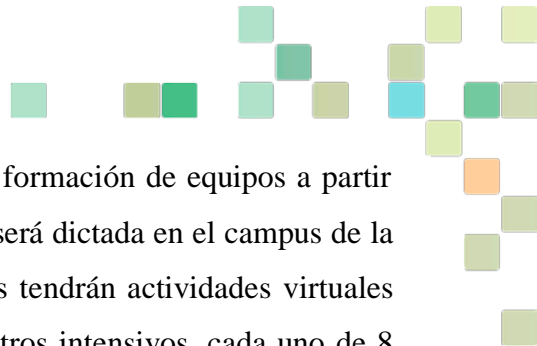 formación de equipos a partir
será dictada en el campus de la
s tendrán actividades virtuales
tros intensivos, cada uno de 8